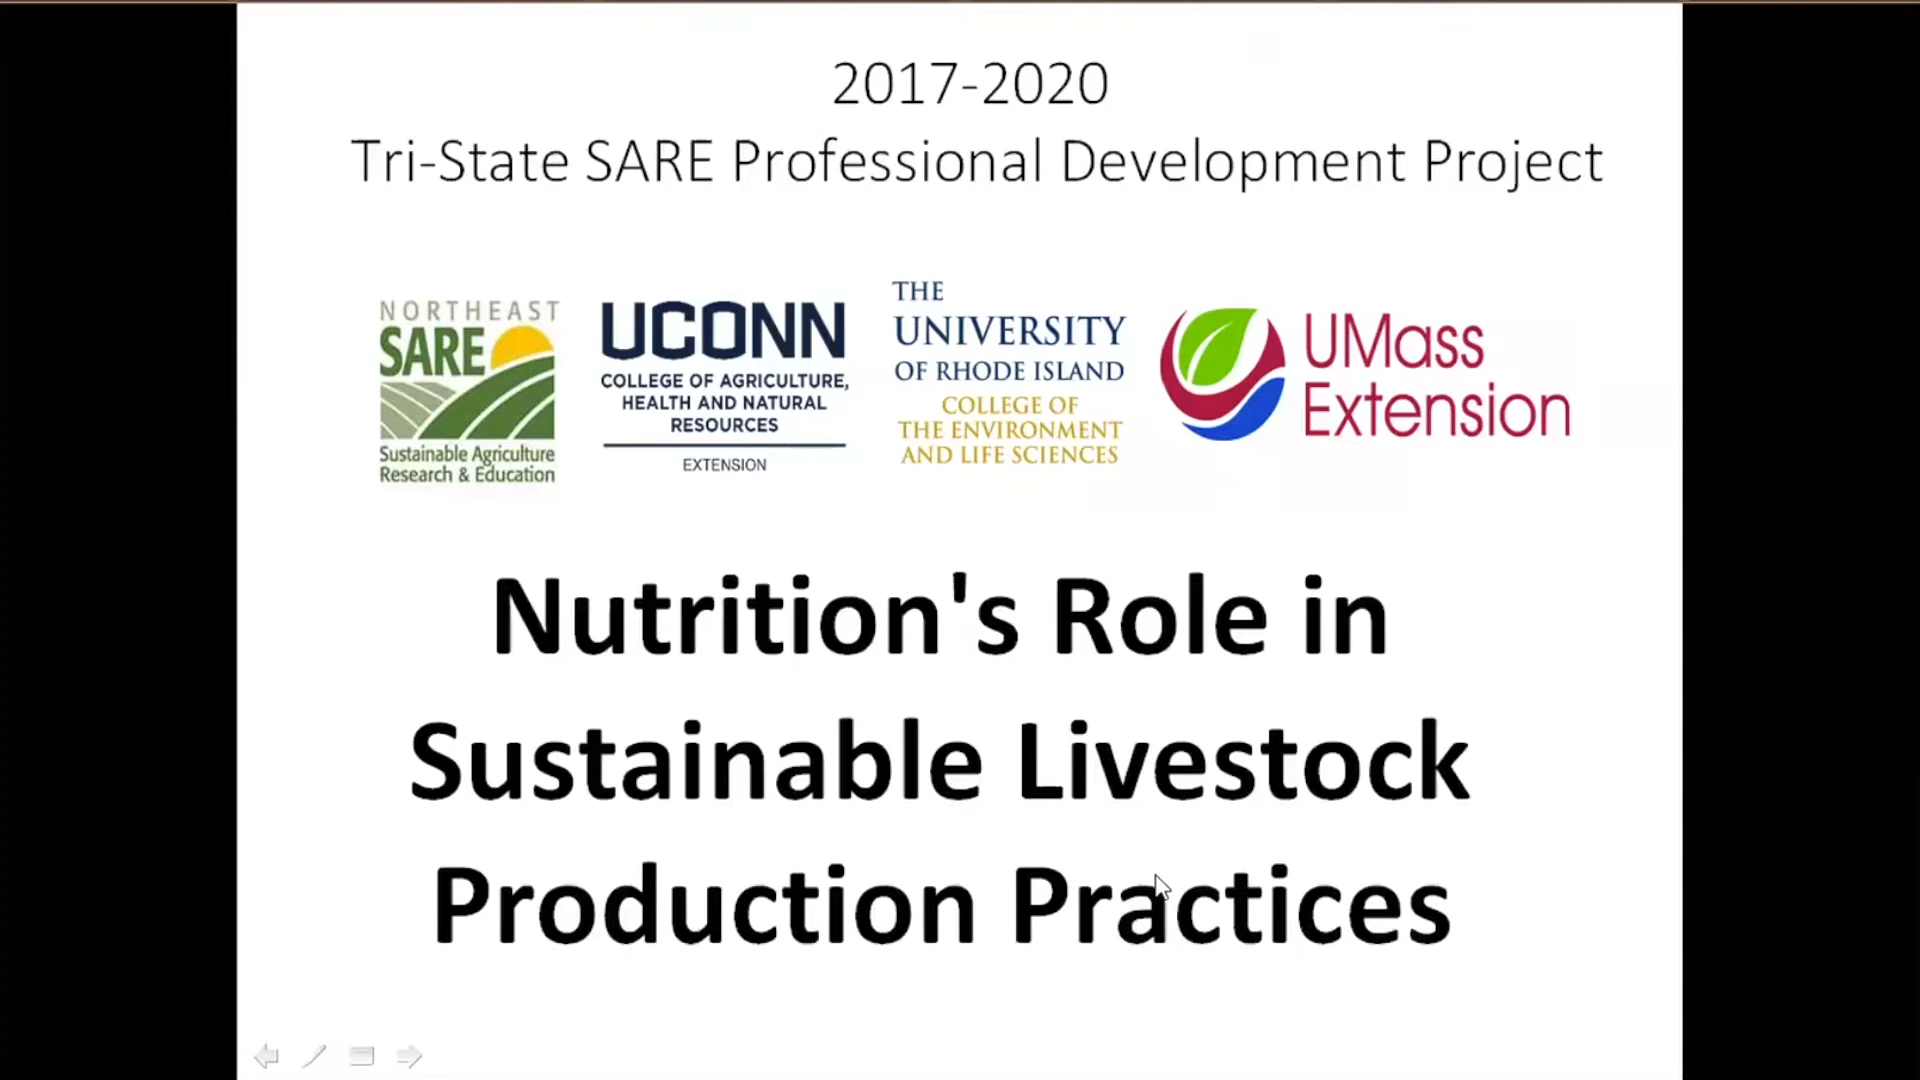 2017-2020
Tri-State SARE Professional Development Project
NORTHEAST
SARE
Sustainable Agriculture
Research & Education
UCONN
COLLEGE OF AGRICULTURE,
HEALTH AND NATURAL
RESOURCES
EXTENSION
THE
UNIVERSITY
OF RHODE ISLAND
COLLEGE OF
THE ENVIRONMENT
AND LIFE SCIENCES
UMass
Extension
Nutrition's Role in
Sustainable Livestock
Production Practices